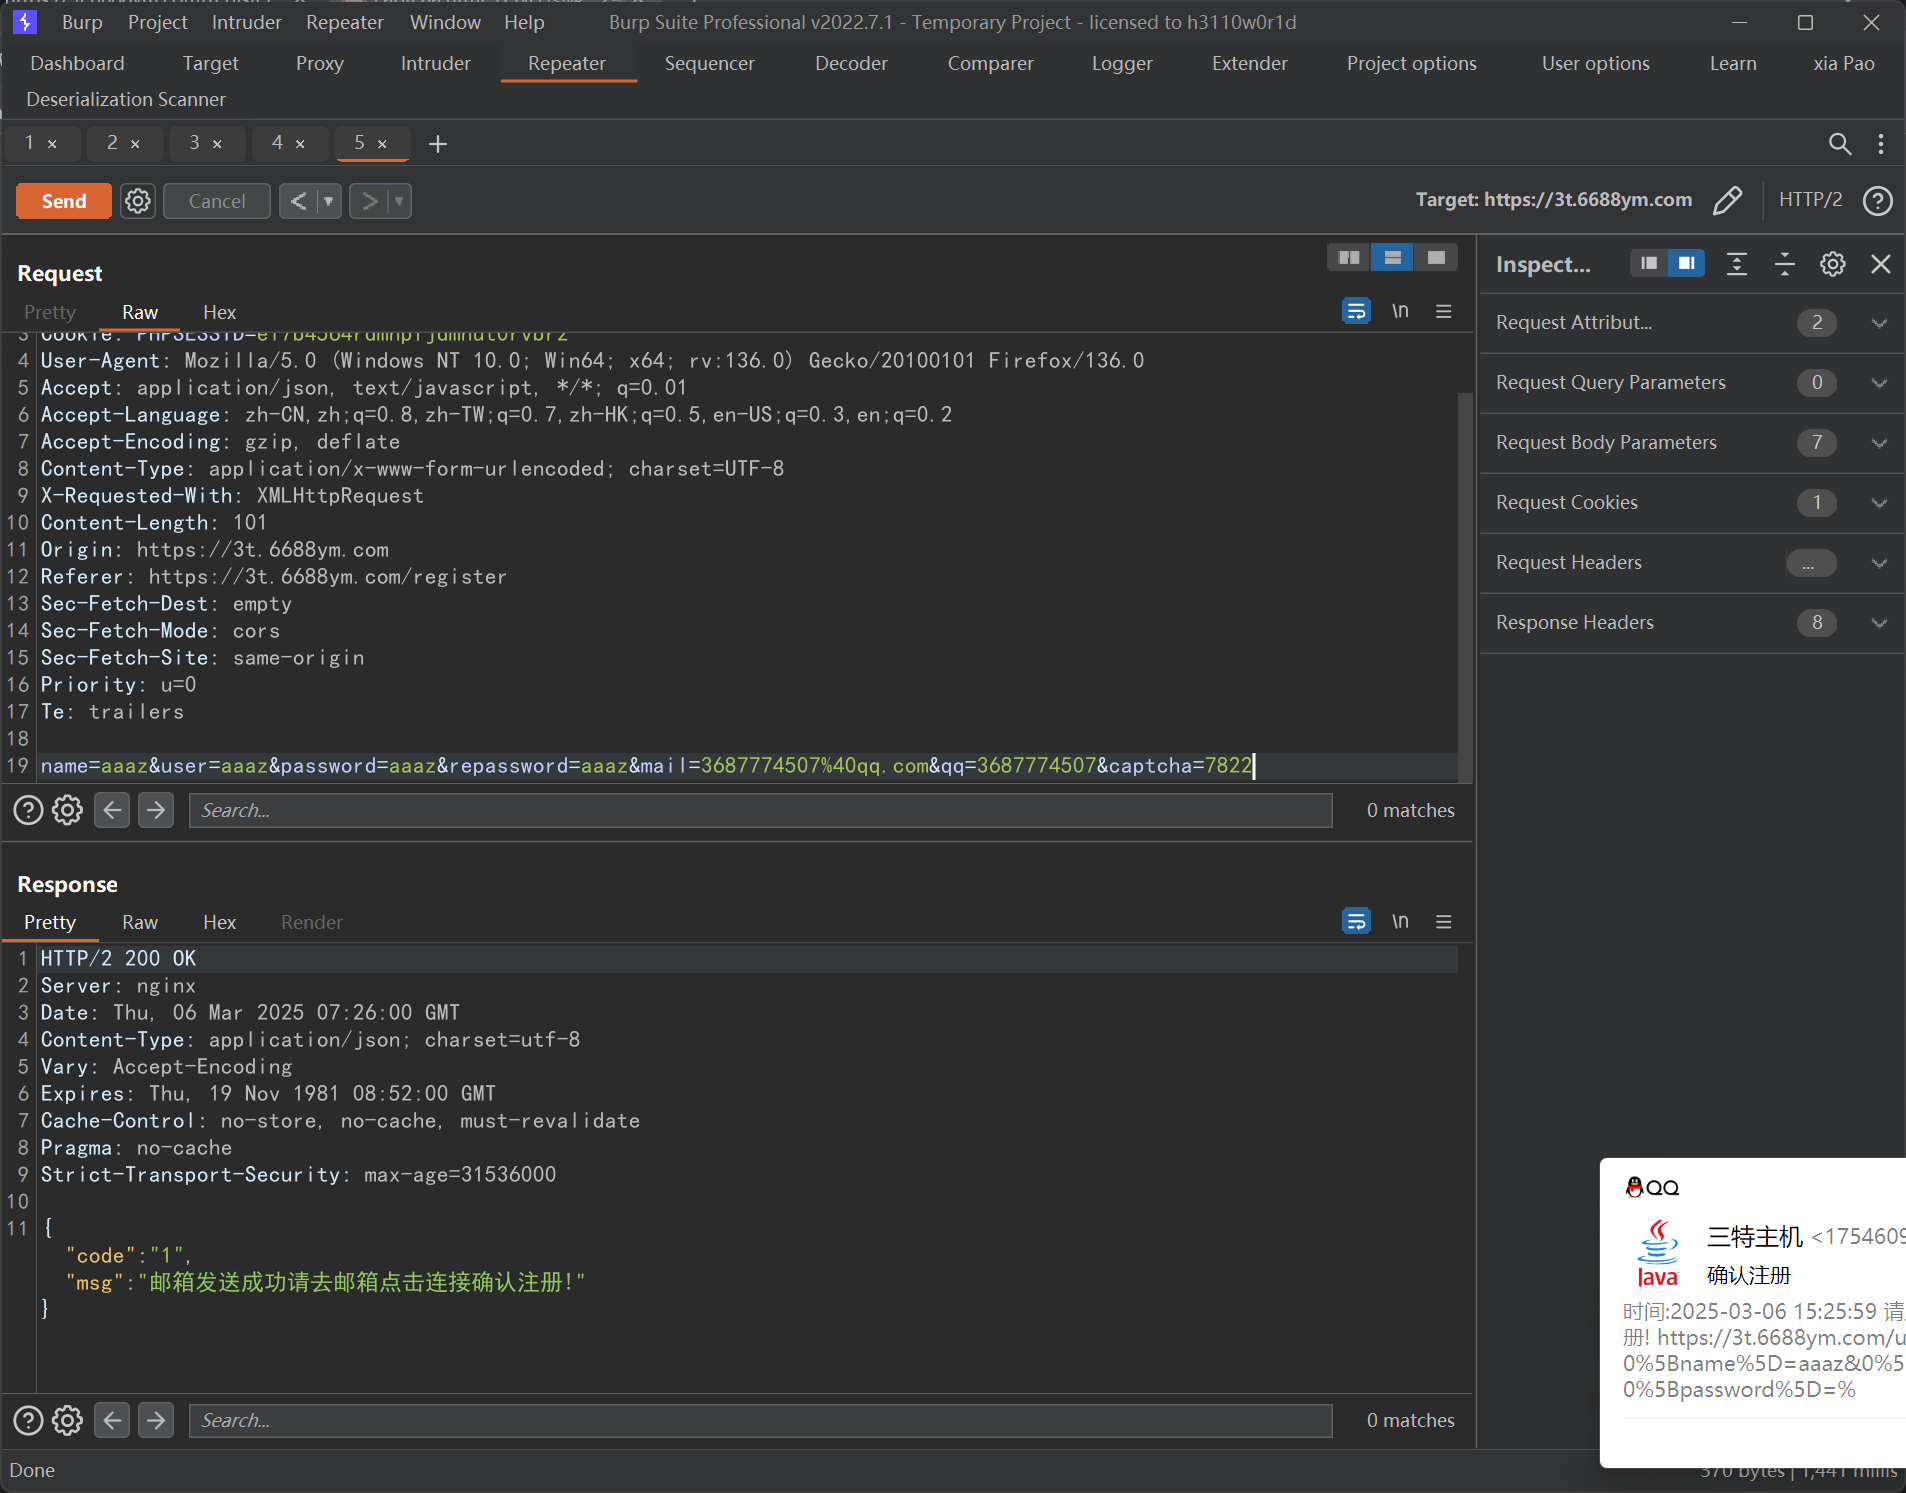 Burp Project Intruder Repeater Window Help Burp Suite Professional v2022.7.1 - Temporary Project - licensed to h3110w0r1d
Dashboard Target Proxy Intruder Repeater Sequencer Decoder Comparer Logger Extender Project options User options Learn xia Pao
Deserialization Scanner
1 × 2 × 3 × 4 × 5 × +
Send Cancel < > Target: https://3t.6688ym.com HTTP/2 ?
Request
Pretty Raw Hex \n
Inspect...
Request Attribut... 2
Request Query Parameters 0
Request Body Parameters 7
Request Cookies 1
Request Headers ...
Response Headers 8
3 Cookie: PHPSESSID=
4 User-Agent: Mozilla/5.0 (Windows NT 10.0; Win64; x64; rv:136.0) Gecko/20100101 Firefox/136.0
5 Accept: application/json, text/javascript, */*; q=0.01
6 Accept-Language: zh-CN,zh;q=0.8,zh-TW;q=0.7,zh-HK;q=0.5,en-US;q=0.3,en;q=0.2
7 Accept-Encoding: gzip, deflate
8 Content-Type: application/x-www-form-urlencoded; charset=UTF-8
9 X-Requested-With: XMLHttpRequest
10 Content-Length: 101
11 Origin: https://3t.6688ym.com
12 Referer: https://3t.6688ym.com/register
13 Sec-Fetch-Dest: empty
14 Sec-Fetch-Mode: cors
15 Sec-Fetch-Site: same-origin
16 Priority: u=0
17 Te: trailers
18
19 name=aaaz&user=aaaz&password=aaaz&repassword=aaaz&mail=3687774507%40qq.com&qq=3687774507&captcha=7822
? Search... 0 matches
Response
Pretty Raw Hex Render \n
1 HTTP/2 200 OK
2 Server: nginx
3 Date: Thu, 06 Mar 2025 07:26:00 GMT
4 Content-Type: application/json; charset=utf-8
5 Vary: Accept-Encoding
6 Expires: Thu, 19 Nov 1981 08:52:00 GMT
7 Cache-Control: no-store, no-cache, must-revalidate
8 Pragma: no-cache
9 Strict-Transport-Security: max-age=31536000
10
11 {
"code":"1",
"msg":"邮箱发送成功请去邮箱点击连接确认注册!"
}
? Search... 0 matches
Done
370 bytes | 1,441 millis
QQ
Java
三特主机 <1754609
确认注册
时间:2025-03-06 15:25:59 请
册! https://3t.6688ym.com/u
0%5Bname%5D=aaaz&0%5
0%5Bpassword%5D=%